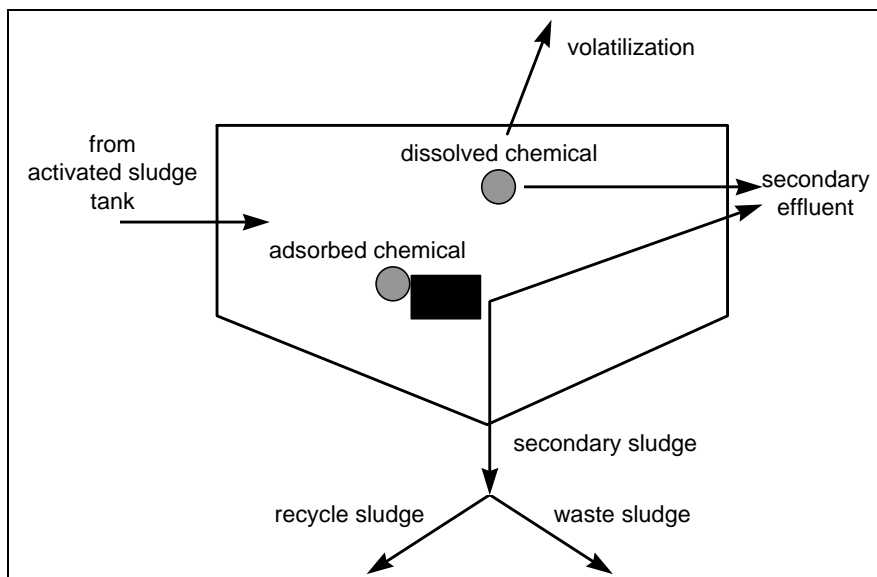 volatilization
from
activated sludge
tank
dissolved chemical
secondary
effluent
adsorbed chemical
secondary sludge
recycle sludge
waste sludge